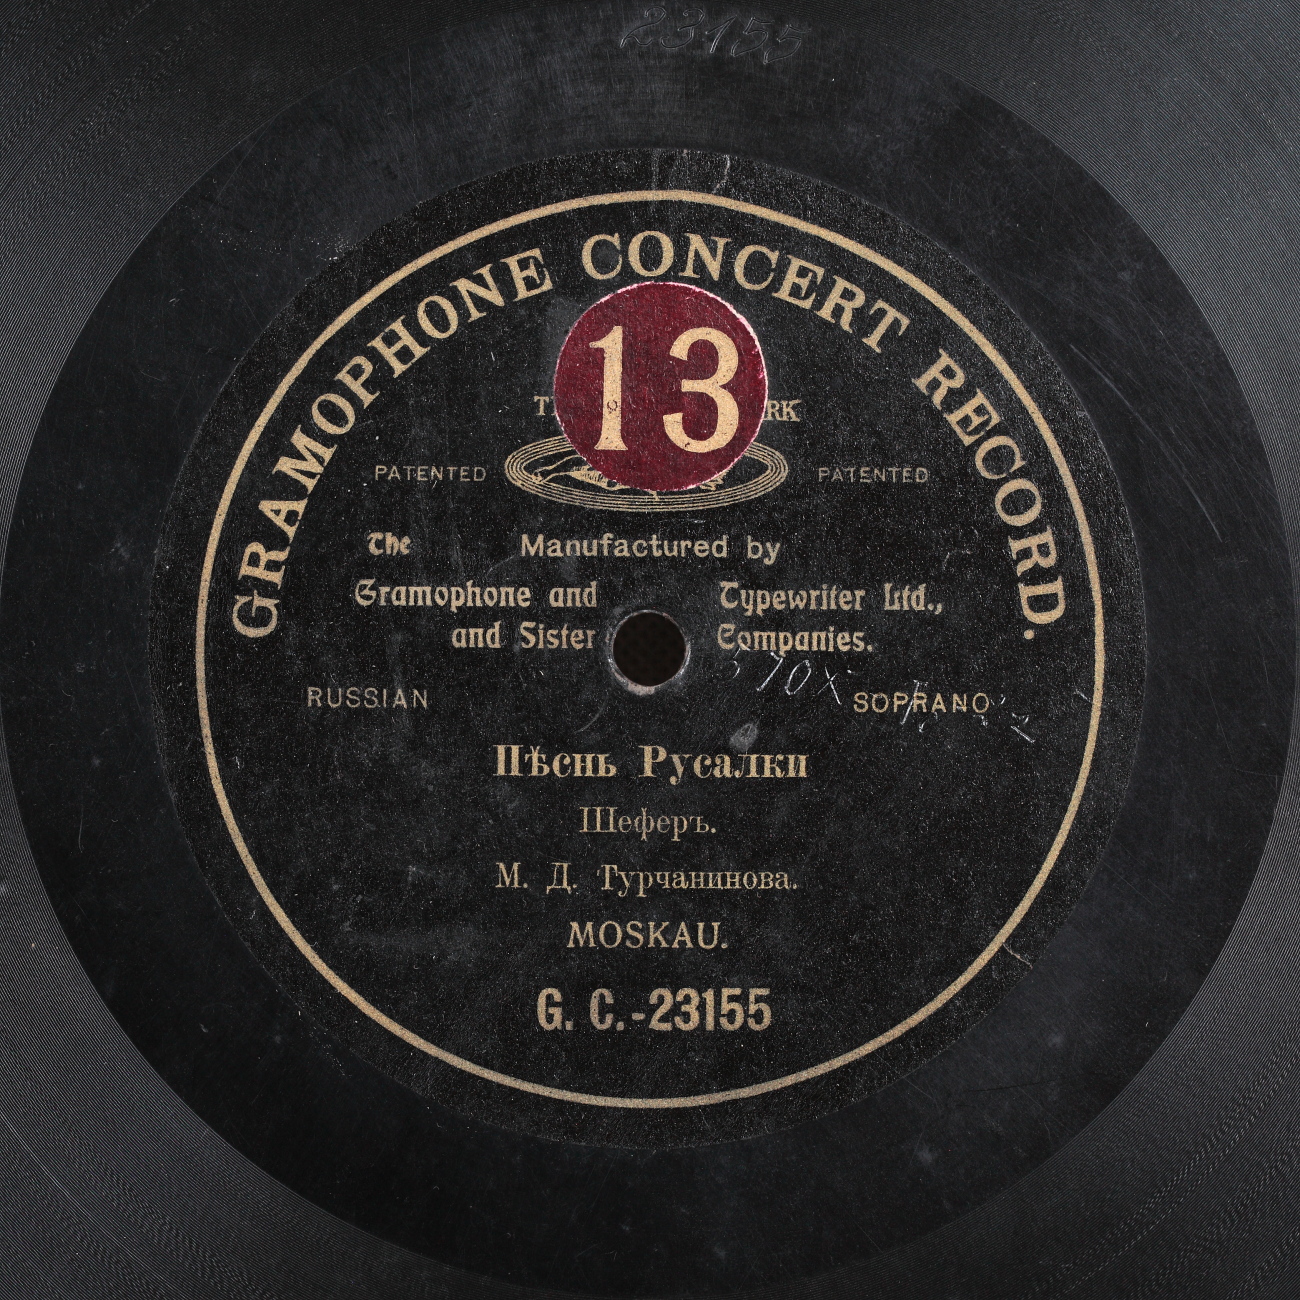 23155
GRAMOPHONE CONCERT RECORD.
13
PATENTED PATENTED
The Manufactured by
Gramophone and Typewriter Ltd.,
and Sister Companies.
RUSSIAN SOPRANO
Пѣснь Русалки
Шеферъ.
М. Д. Турчанинова.
MOSKAU.
G. C.-23155